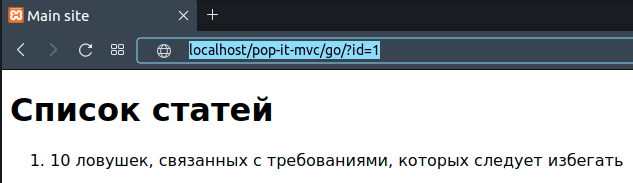 Main site
localhost/pop-it-mvc/go/?id=1
Список статей
1. 10 ловушек, связанных с требованиями, которых следует избегать